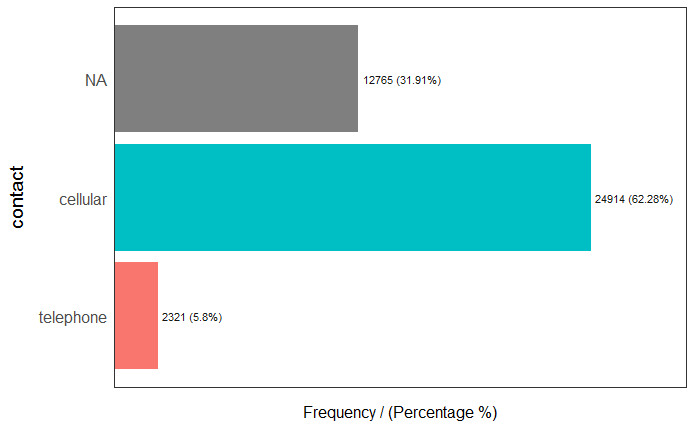 NA
12765 (31.91%)
contact
cellular
24914 (62.28%)
telephone
2321 (5.8%)
Frequency / (Percentage %)